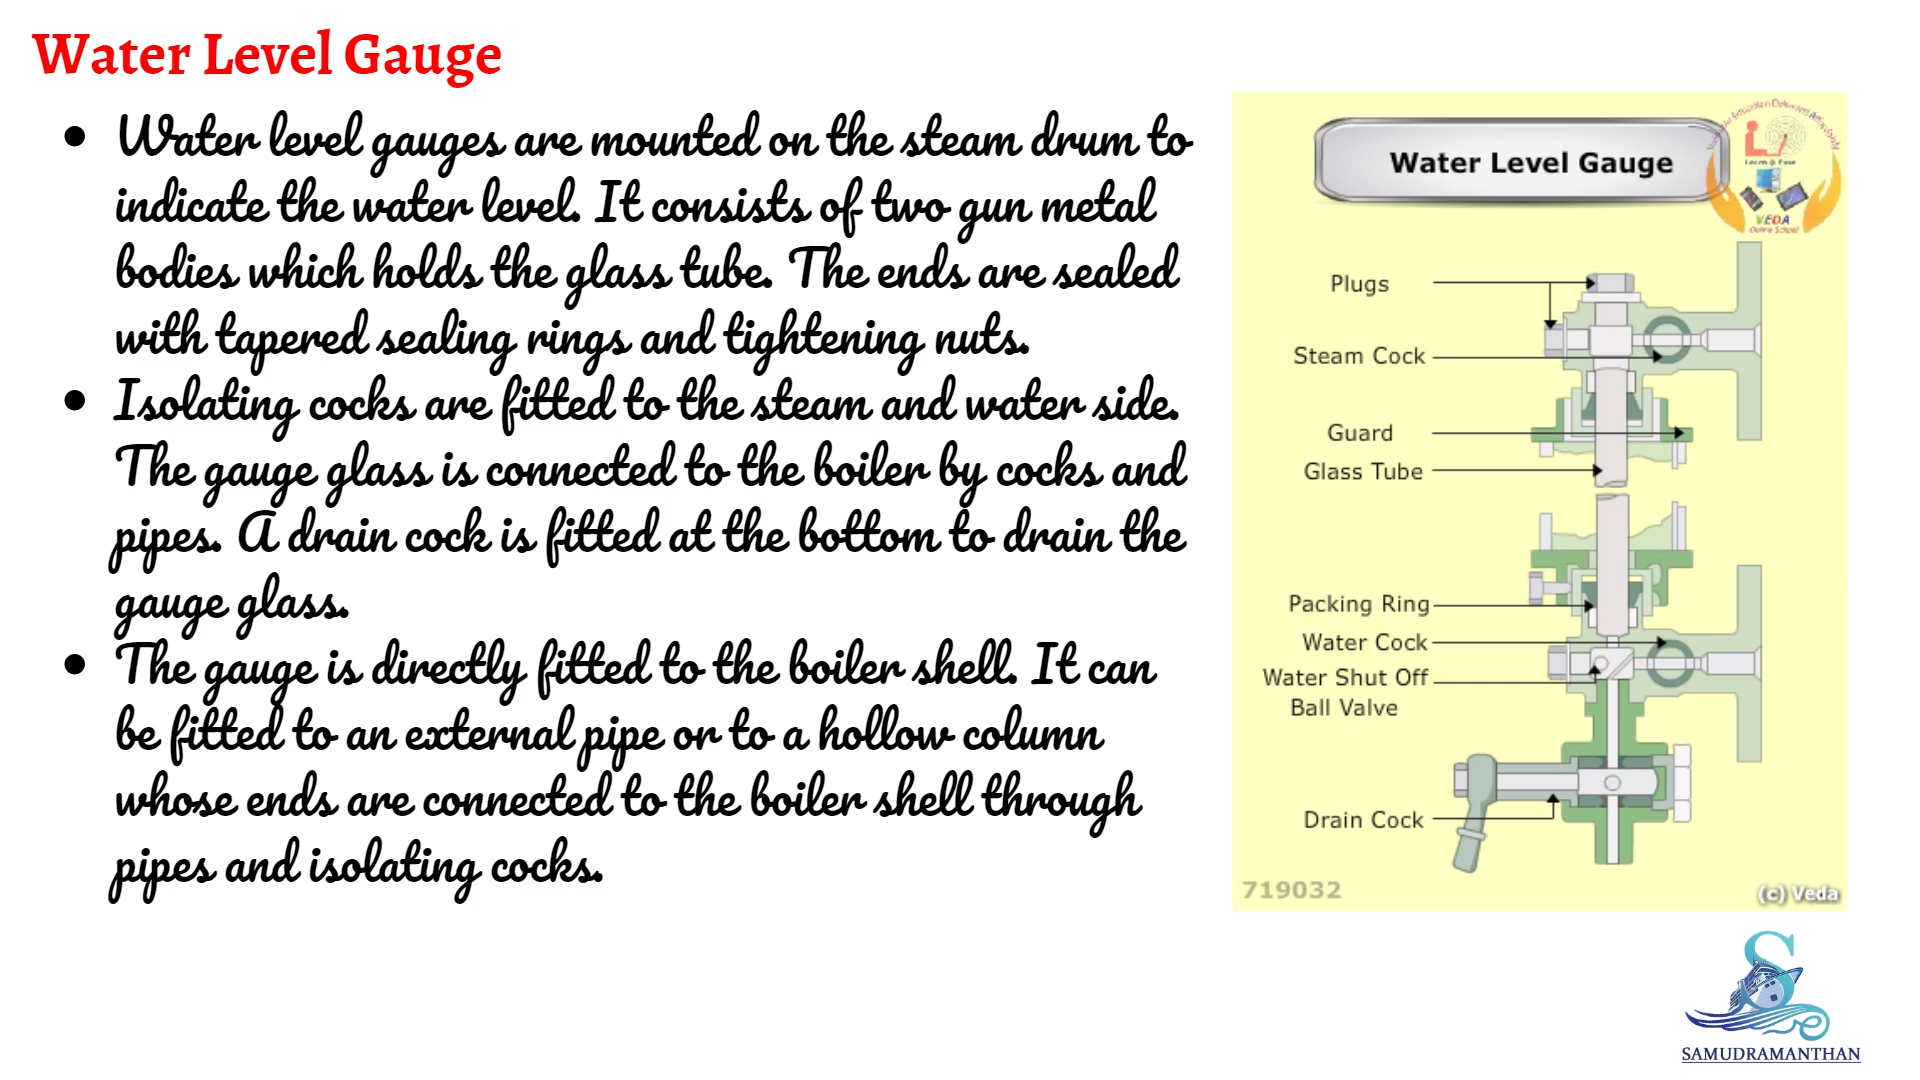 Water Level Gauge
• Water level gauges are mounted on the steam drum to
indicate the water level. It consists of two gun metal
bodies which holds the glass tube. The ends are sealed
with tapered sealing rings and tightening nuts.
• Isolating cocks are fitted to the steam and water side.
The gauge glass is connected to the boiler by cocks and
pipes. A drain cock is fitted at the bottom to drain the
gauge glass.
• The gauge is directly fitted to the boiler shell. It can
be fitted to an external pipe or to a hollow column
whose ends are connected to the boiler shell through
pipes and isolating cocks.
Water Level Gauge
Learn @ Ease
VEDA
Online School
Plugs
Steam Cock
Guard
Glass Tube
Packing Ring
Water Cock
Water Shut Off
Ball Valve
Drain Cock
719032
(c) Veda
SAMUDRAMANTHAN